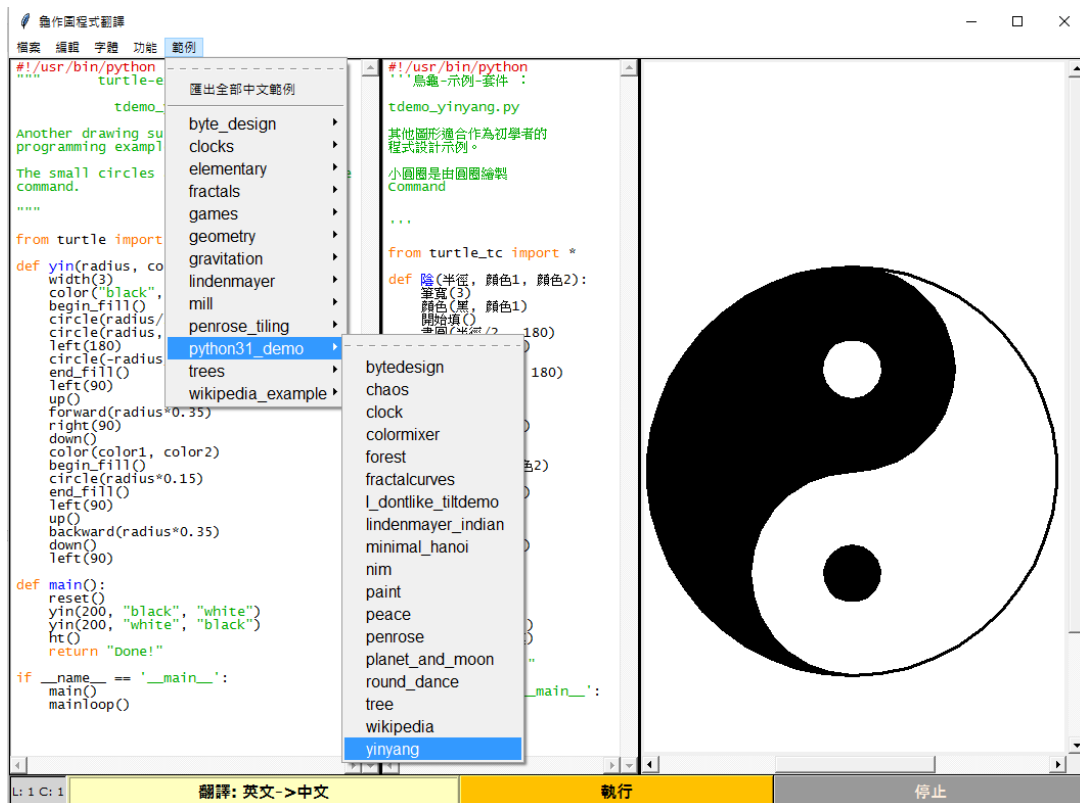 龜作圖程式翻譯
檔案 編輯 字體 功能 範例
#!/usr/bin/python
""" turtle-e
tdemo_
Another drawing su
programming exampl
The small circles
command.
"""
from turtle import
def yin(radius, co
width(3)
color("black",
begin_fill()
circle(radius/
circle(radius,
left(180)
circle(-radius
end_fill()
left(90)
up()
forward(radius*0.35)
right(90)
down()
color(color1, color2)
begin_fill()
circle(radius*0.15)
end_fill()
left(90)
up()
backward(radius*0.35)
down()
left(90)
def main():
reset()
yin(200, "black", "white")
yin(200, "white", "black")
ht()
return "Done!"
if __name__ == '__main__':
main()
mainloop()
匯出全部中文範例
byte_design
clocks
elementary
fractals
games
geometry
gravitation
lindenmayer
mill
penrose_tiling
python31_demo
trees
wikipedia_example
bytedesign
chaos
clock
colormixer
forest
fractalcurves
I_dontlike_tiltdemo
lindenmayer_indian
minimal_hanoi
nim
paint
peace
penrose
planet_and_moon
round_dance
tree
wikipedia
yinyang
#!/usr/bin/python
'''烏龜-示例-套件 :
tdemo_yinyang.py
其他圖形適合作為初學者的
程式設計示例。
小圓圈是由圓圈繪製
Command
'''
from turtle_tc import *
def 陰(半徑, 顏色1, 顏色2):
筆寬(3)
顏色(黑, 顏色1)
開始填()
畫圓(半徑/2., 180)
180)
色2)
"
_main__':
L: 1 C: 1
翻譯: 英文->中文
執行
停止